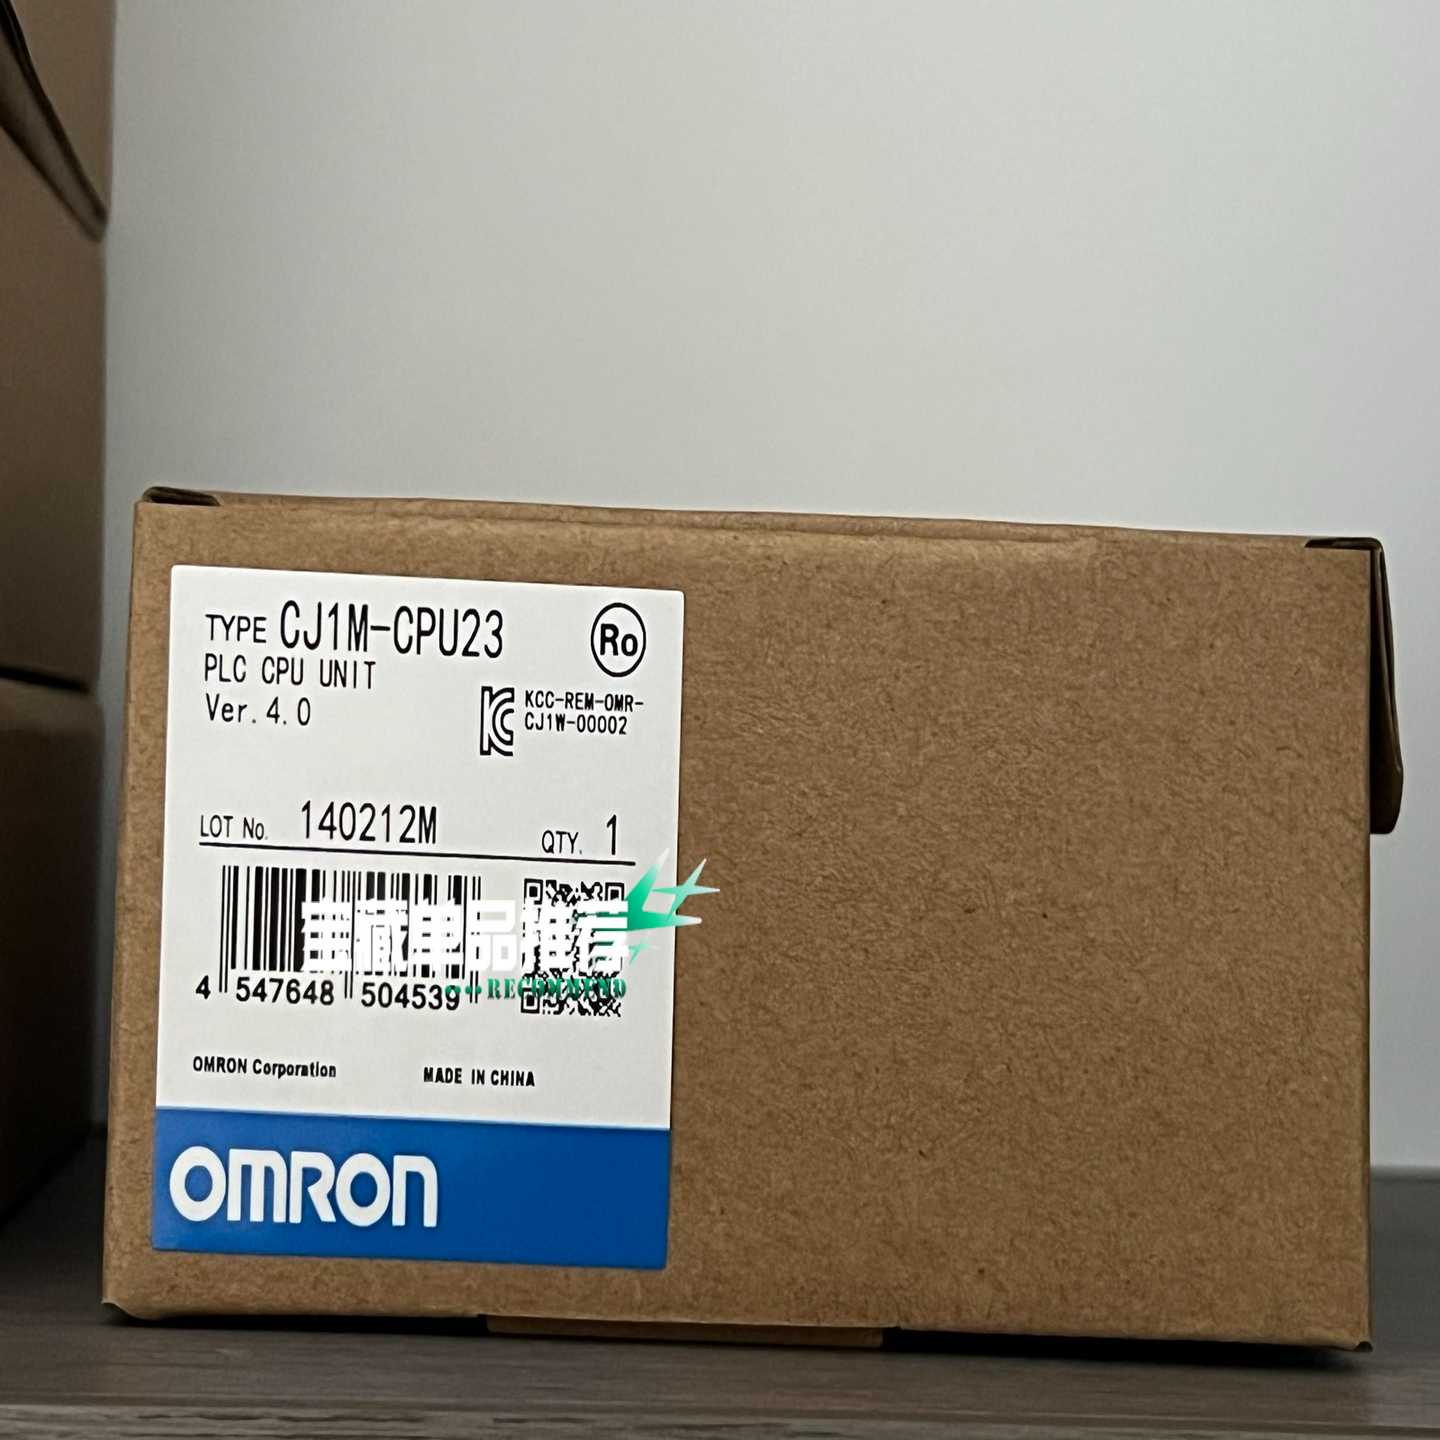 TYPE CJ1M-CPU23
Ro
PLC CPU UNIT
Ver.4.0
KCC-REM-OMR-
CJ1W-00002
LOT No. 140212M QTY. 1
宝藏单品推荐
RECOMMEND
4 547648 504539
OMRON Corporation MADE IN CHINA
OMRON